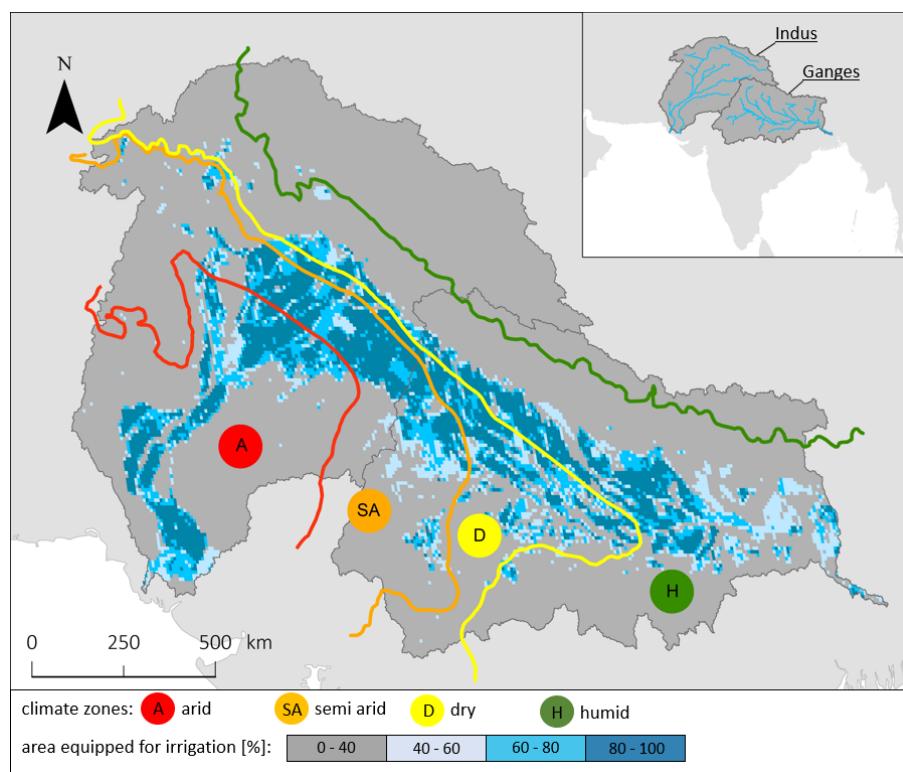 Indus
Ganges
N
A
SA
D
H
0 250 500 km
climate zones: A arid SA semi arid D dry H humid
area equipped for irrigation [%]: 0 - 40 40 - 60 60 - 80 80 - 100